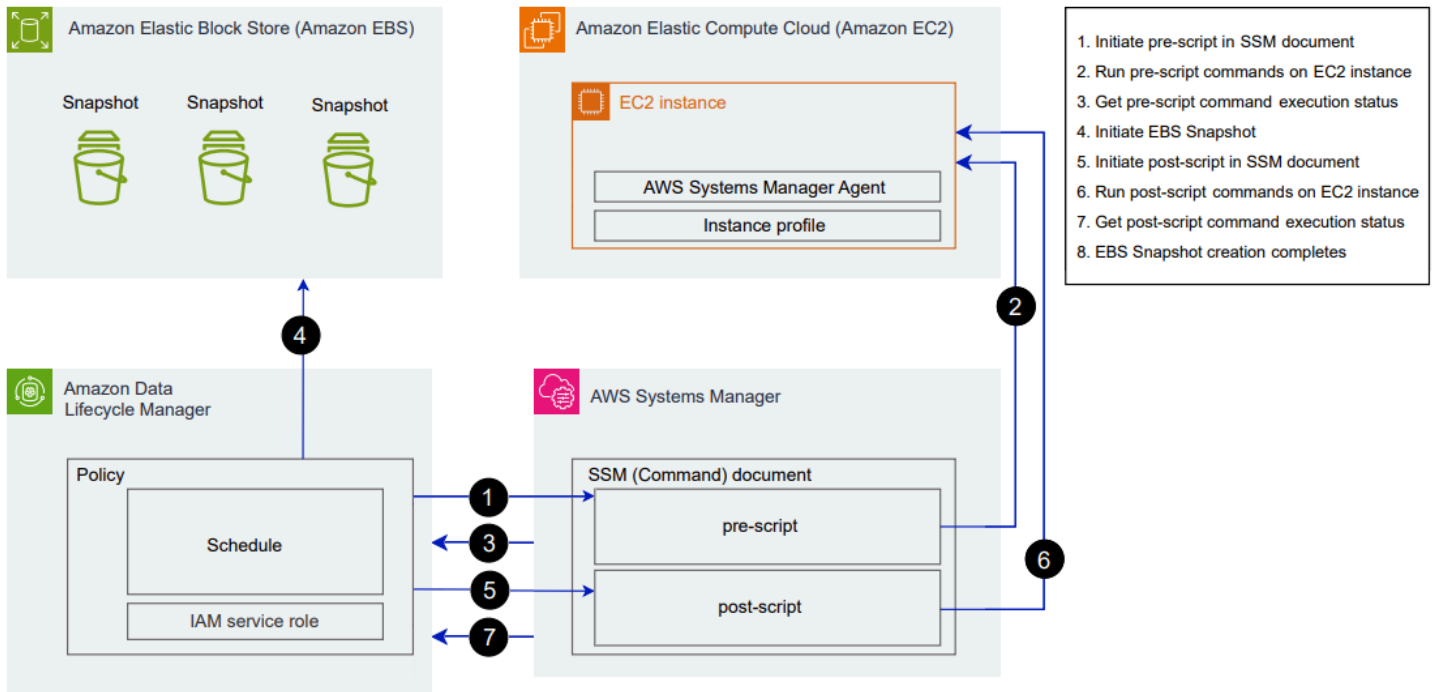 Amazon Elastic Block Store (Amazon EBS)
Snapshot
Snapshot
Snapshot
Amazon Elastic Compute Cloud (Amazon EC2)
EC2 instance
AWS Systems Manager Agent
Instance profile
1. Initiate pre-script in SSM document
2. Run pre-script commands on EC2 instance
3. Get pre-script command execution status
4. Initiate EBS Snapshot
5. Initiate post-script in SSM document
6. Run post-script commands on EC2 instance
7. Get post-script command execution status
8. EBS Snapshot creation completes
4
2
Amazon Data
Lifecycle Manager
Policy
Schedule
IAM service role
1
3
5
7
AWS Systems Manager
SSM (Command) document
pre-script
post-script
6